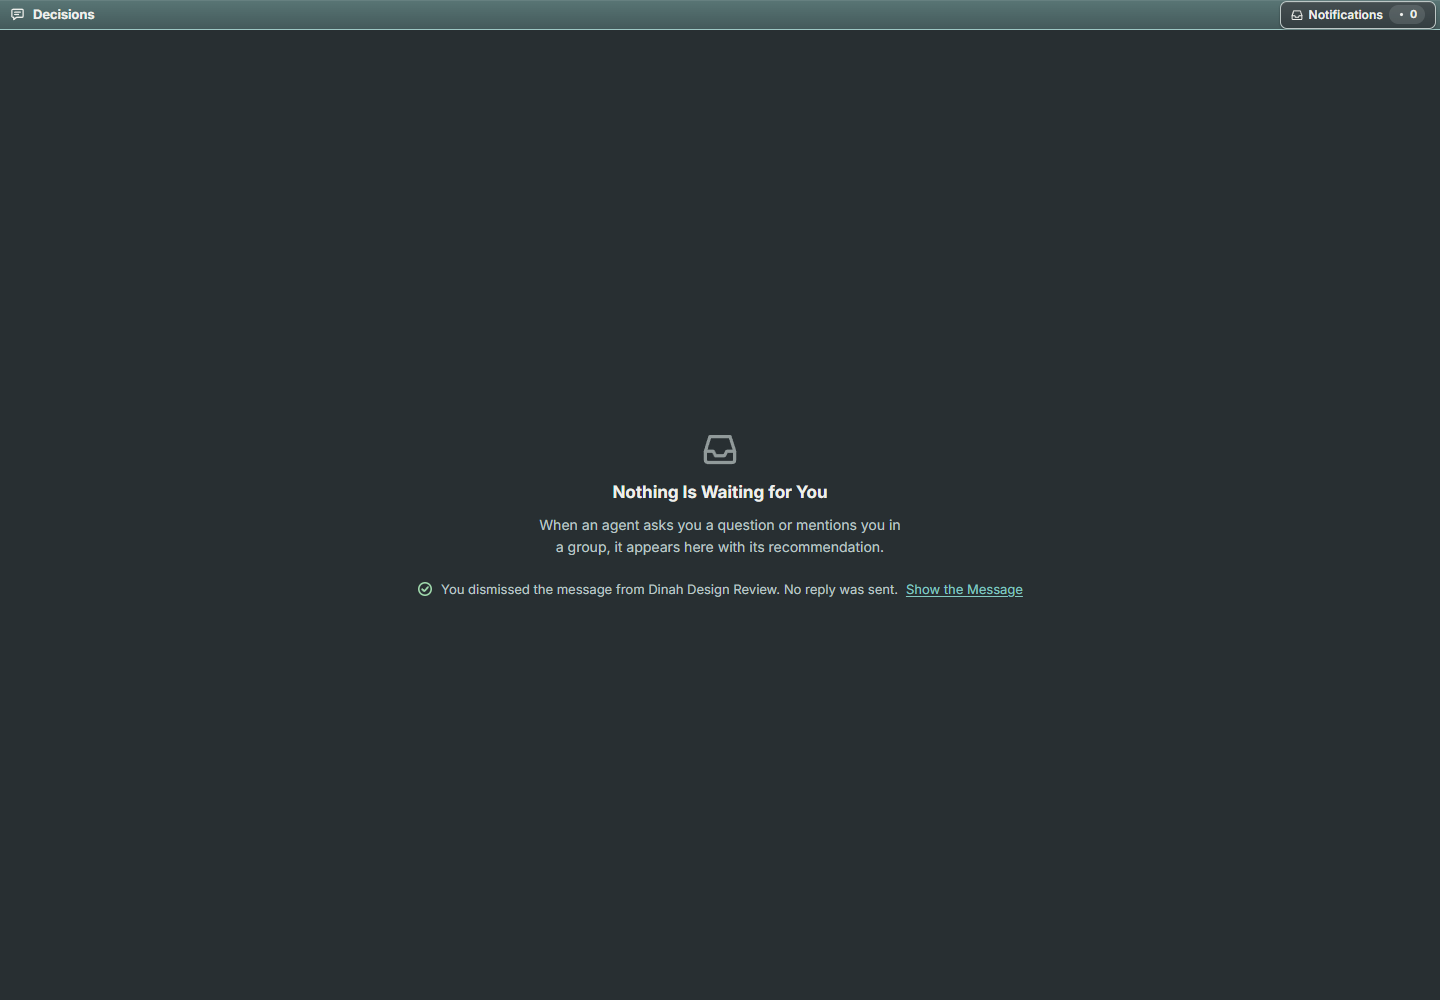 Decisions
Notifications • 0
Nothing Is Waiting for You
When an agent asks you a question or mentions you in
a group, it appears here with its recommendation.
You dismissed the message from Dinah Design Review. No reply was sent. Show the Message